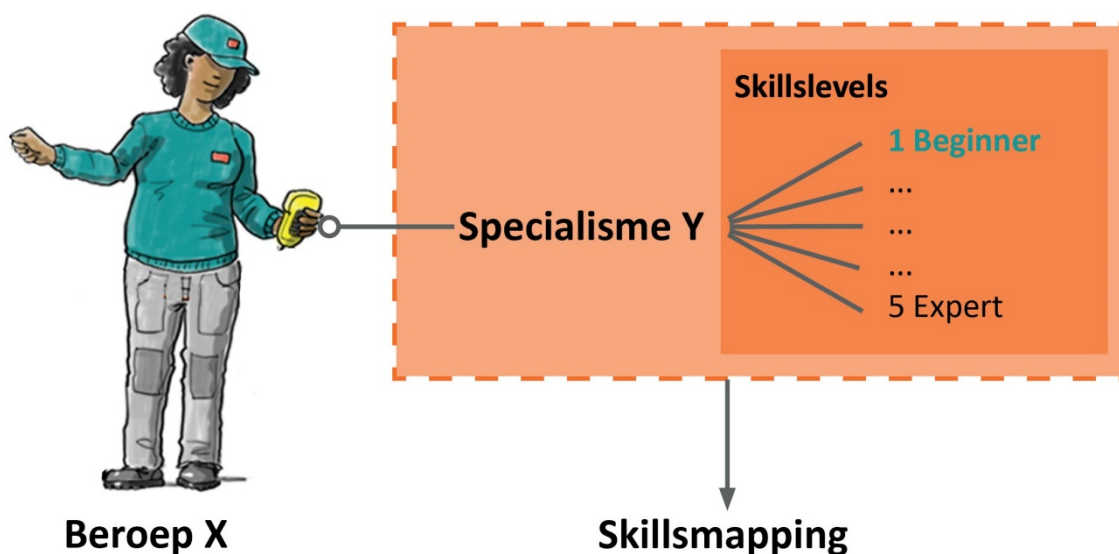 Skillslevels
1 Beginner
...
...
...
5 Expert
Specialisme Y
Beroep X
Skillsmapping